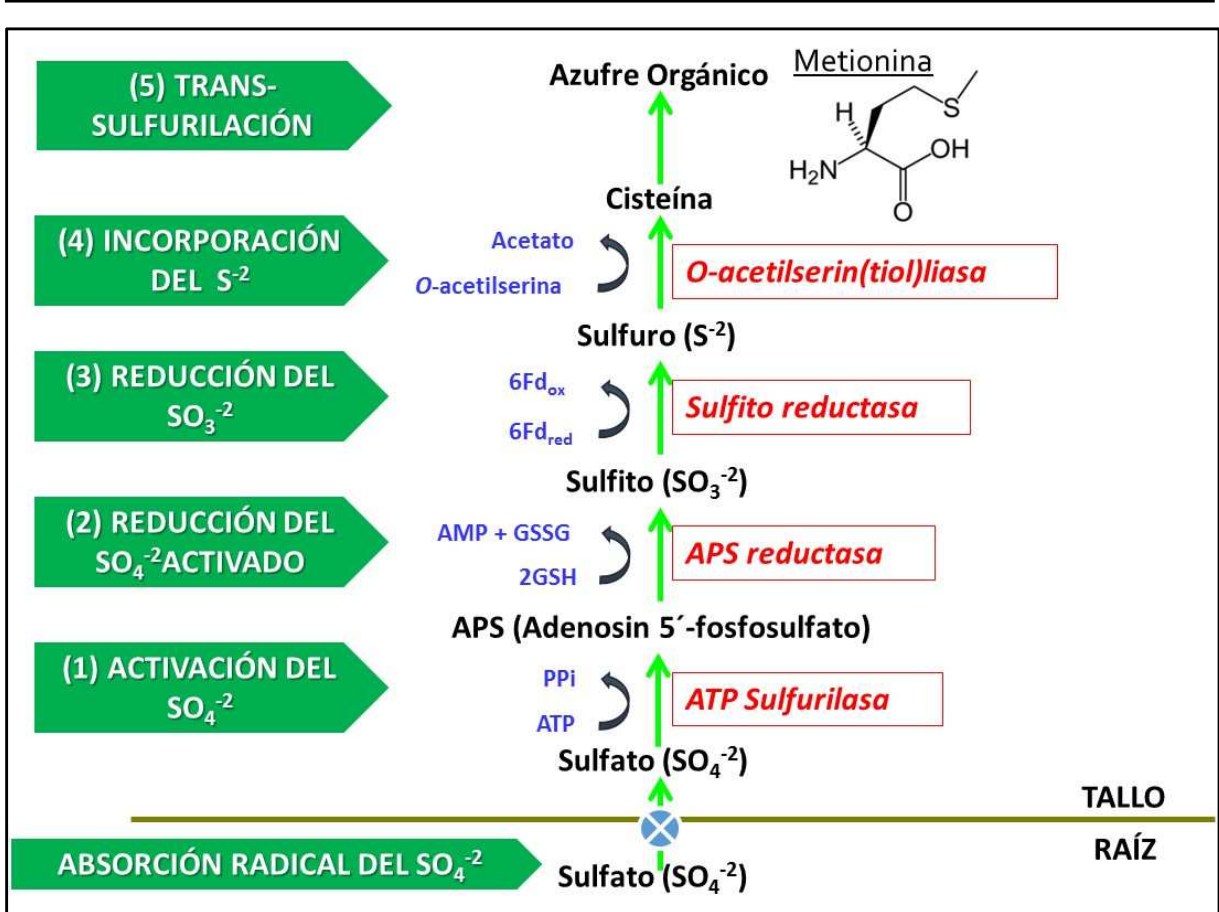 (5) TRANS-
SULFURILACIÓN
Azufre Orgánico
Metionina
H
S
H₂N
OH
O
Cisteína
(4) INCORPORACIÓN
DEL S⁻²
Acetato
O-acetilserina
O-acetilserin(tiol)liasa
Sulfuro (S⁻²)
(3) REDUCCIÓN DEL
SO₃⁻²
6Fdox
6Fdred
Sulfito reductasa
Sulfito (SO₃⁻²)
(2) REDUCCIÓN DEL
SO₄⁻²ACTIVADO
AMP + GSSG
2GSH
APS reductasa
APS (Adenosin 5´-fosfosulfato)
(1) ACTIVACIÓN DEL
SO₄⁻²
PPi
ATP
ATP Sulfurilasa
Sulfato (SO₄⁻²)
TALLO
RAÍZ
ABSORCIÓN RADICAL DEL SO₄⁻²
Sulfato (SO₄⁻²)